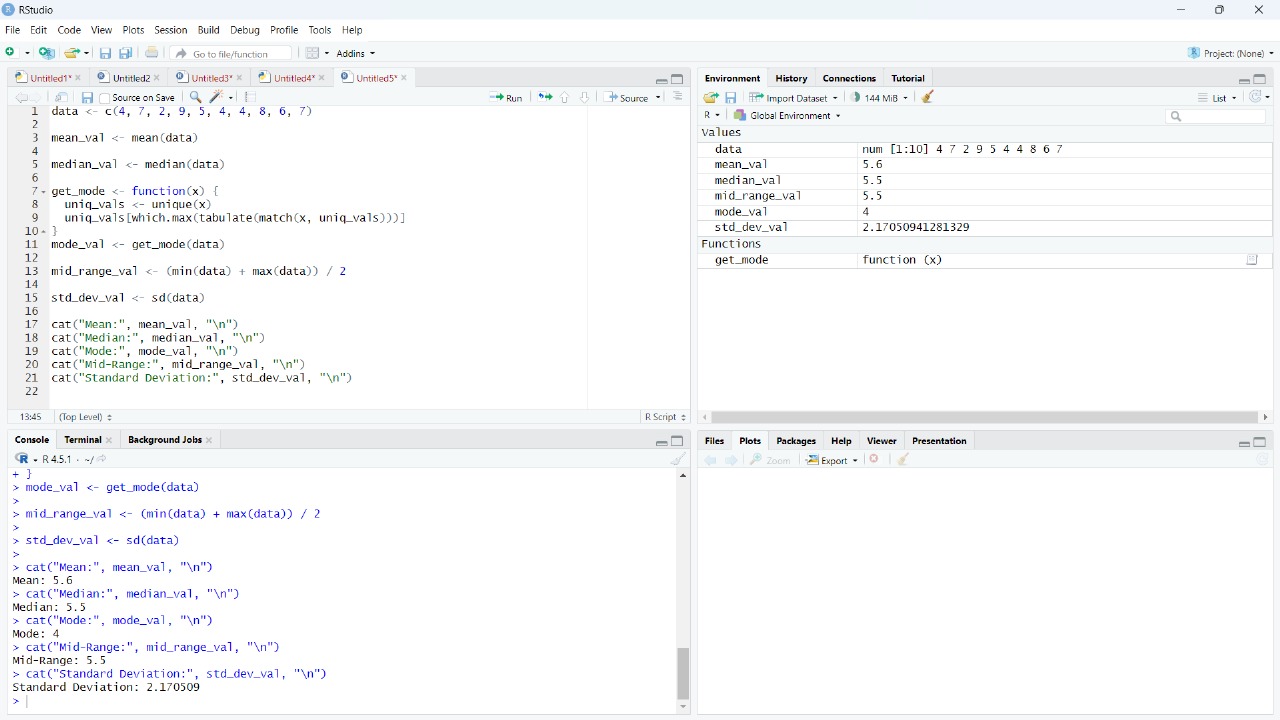 RStudio
File Edit Code View Plots Session Build Debug Profile Tools Help
Go to file/function Addins Project: (None)
Untitled1* Untitled2 Untitled3* Untitled4* Untitled5*
Source on Save Run Source
1 data <- c(4, 7, 2, 9, 5, 4, 4, 8, 6, 7)
2
3 mean_val <- mean(data)
4
5 median_val <- median(data)
6
7 get_mode <- function(x) {
8 uniq_vals <- unique(x)
9 uniq_vals[which.max(tabulate(match(x, uniq_vals)))]
10 }
11 mode_val <- get_mode(data)
12
13 mid_range_val <- (min(data) + max(data)) / 2
14
15 std_dev_val <- sd(data)
16
17 cat("Mean:", mean_val, "\n")
18 cat("Median:", median_val, "\n")
19 cat("Mode:", mode_val, "\n")
20 cat("Mid-Range:", mid_range_val, "\n")
21 cat("Standard Deviation:", std_dev_val, "\n")
22
13:45 (Top Level) R Script
Console Terminal Background Jobs
R R 4.5.1 · ~/
+ }
> mode_val <- get_mode(data)
>
> mid_range_val <- (min(data) + max(data)) / 2
>
> std_dev_val <- sd(data)
>
> cat("Mean:", mean_val, "\n")
Mean: 5.6
> cat("Median:", median_val, "\n")
Median: 5.5
> cat("Mode:", mode_val, "\n")
Mode: 4
> cat("Mid-Range:", mid_range_val, "\n")
Mid-Range: 5.5
> cat("Standard Deviation:", std_dev_val, "\n")
Standard Deviation: 2.170509
>
Environment History Connections Tutorial
Import Dataset 144 MiB List
R Global Environment
Values
data num [1:10] 4 7 2 9 5 4 4 8 6 7
mean_val 5.6
median_val 5.5
mid_range_val 5.5
mode_val 4
std_dev_val 2.17050941281329
Functions
get_mode function (x)
Files Plots Packages Help Viewer Presentation
Zoom Export